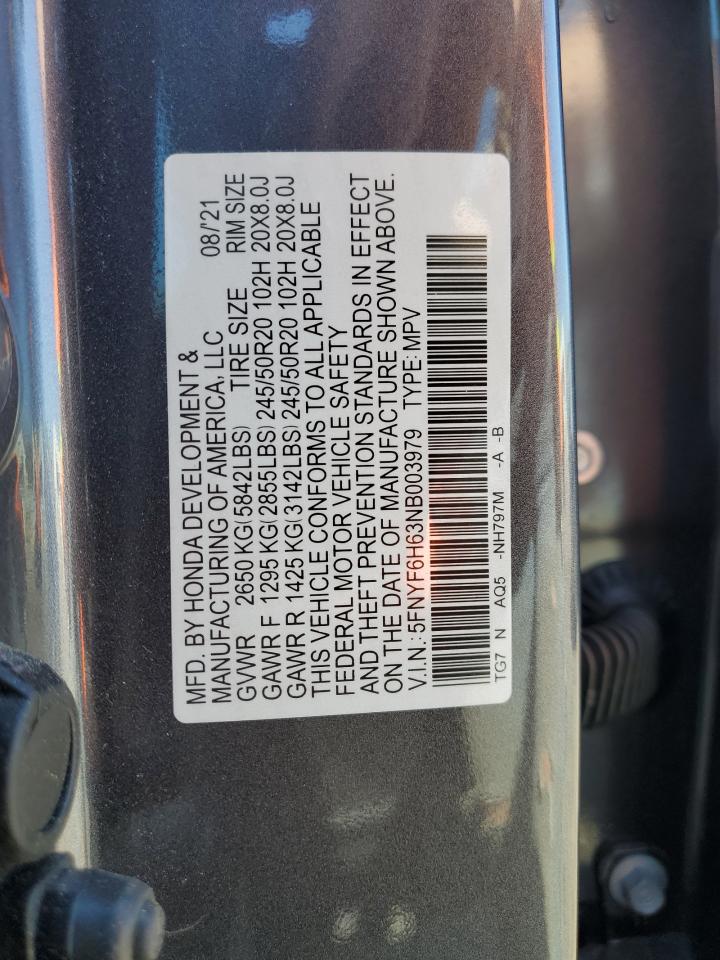 MFD. BY HONDA DEVELOPMENT &
MANUFACTURING OF AMERICA, LLC 08/'21
GVWR 2650 KG(5842LBS) TIRE SIZE RIM SIZE
GAWR F 1295 KG(2855LBS) 245/50R20 102H 20X8.0J
GAWR R 1425 KG(3142LBS) 245/50R20 102H 20X8.0J
THIS VEHICLE CONFORMS TO ALL APPLICABLE
FEDERAL MOTOR VEHICLE SAFETY
AND THEFT PREVENTION STANDARDS IN EFFECT
ON THE DATE OF MANUFACTURE SHOWN ABOVE.
V.I.N.: 5FNYF6H63NB003979 TYPE: MPV
TG7 N AQ5 -NH797M -A -B